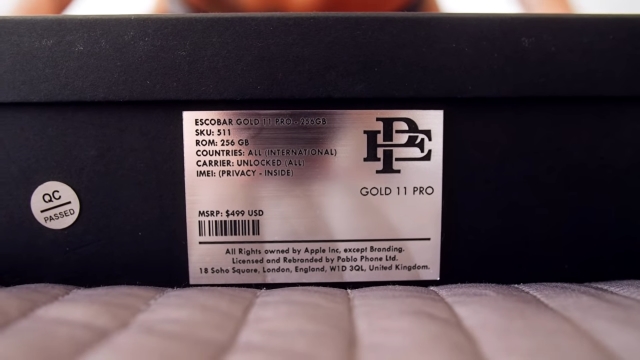 ESCOBAR GOLD 11 PRO - 256GB
SKU: 511
ROM: 256 GB
COUNTRIES: ALL (INTERNATIONAL)
CARRIER: UNLOCKED (ALL)
IMEI: (PRIVACY - INSIDE)
PE
GOLD 11 PRO
QC
PASSED
MSRP: $499 USD
All Rights owned by Apple Inc, except Branding.
Licensed and Rebranded by Pablo Phone Ltd.
18 Soho Square, London, England, W1D 3QL, United Kingdom.